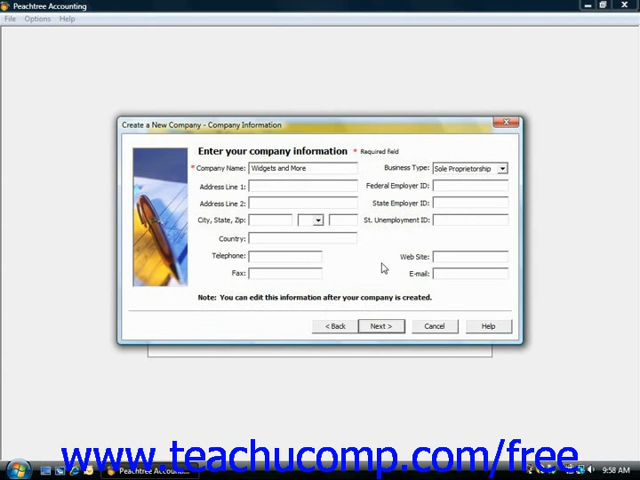 Peachtree Accounting
File Options Help
Create a New Company - Company Information
Enter your company information * Required field
* Company Name: Widgets and More Business Type: Sole Proprietorship
Address Line 1: Federal Employer ID:
Address Line 2: State Employer ID:
City, State, Zip: St. Unemployment ID:
Country:
Telephone: Web Site:
Fax: E-mail:
Note: You can edit this information after your company is created.
< Back Next > Cancel Help
www.teachucomp.com/free
Peachtree Accounti... 9:58 AM